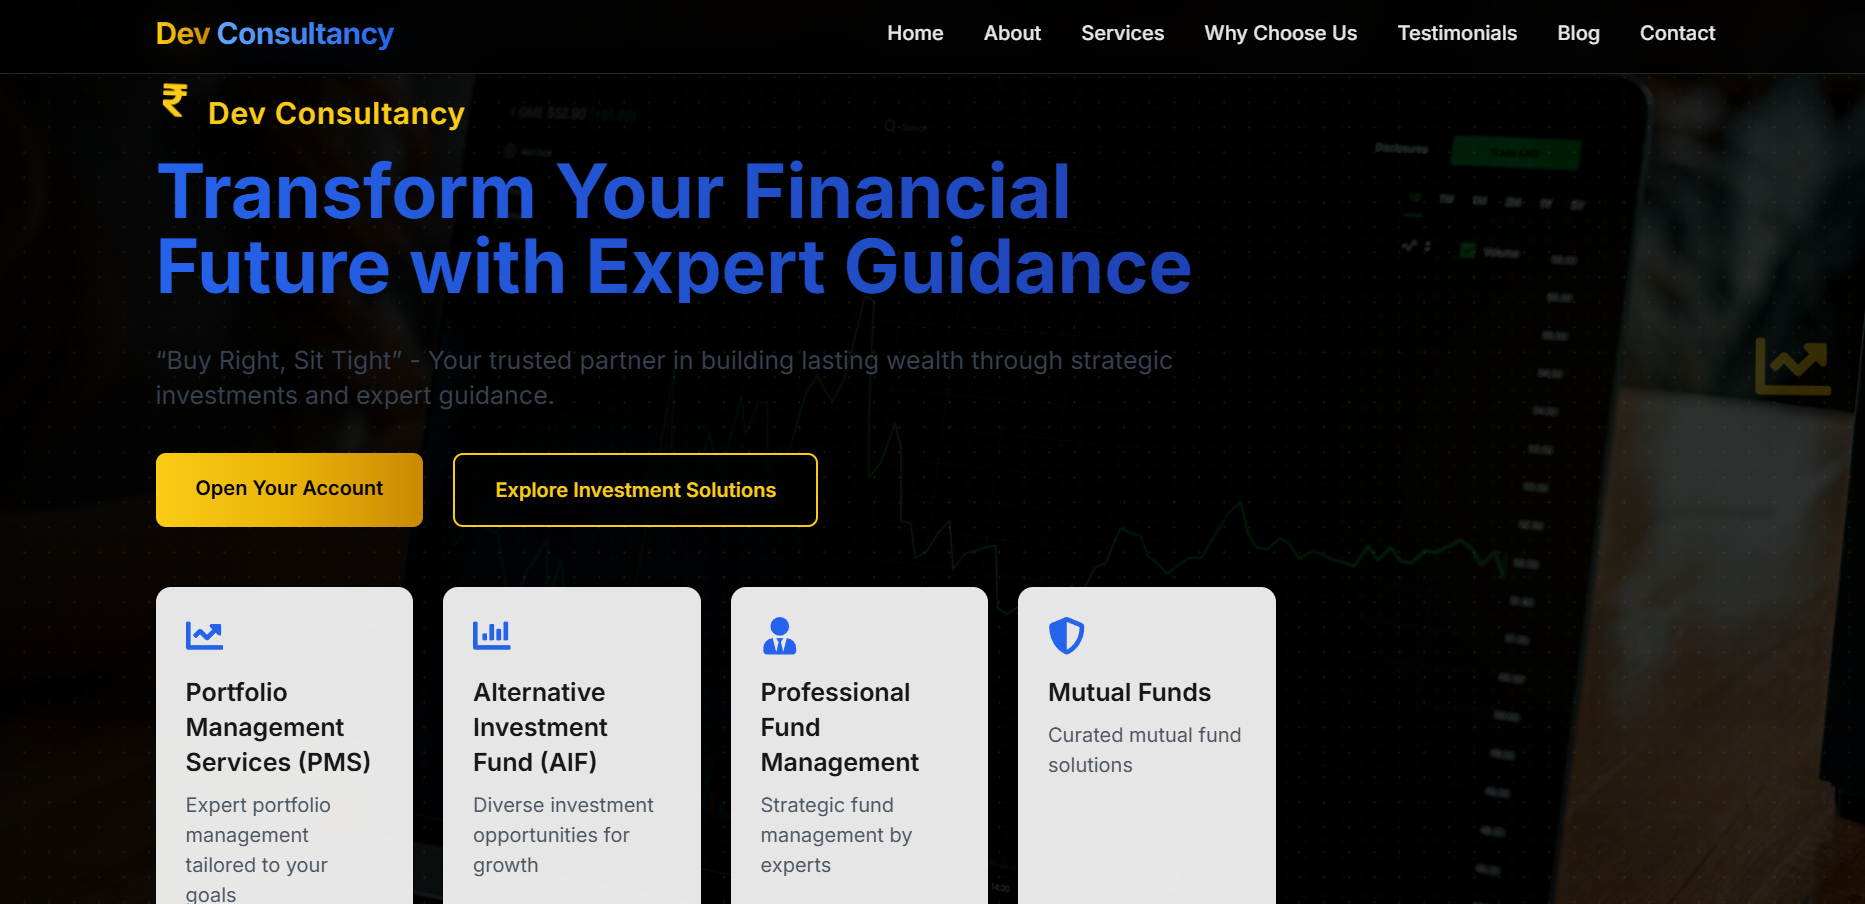 Dev Consultancy
Home
About
Services
Why Choose Us
Testimonials
Blog
Contact
₹ Dev Consultancy
Transform Your Financial
Future with Expert Guidance
“Buy Right, Sit Tight” - Your trusted partner in building lasting wealth through strategic
investments and expert guidance.
Open Your Account
Explore Investment Solutions
Portfolio
Management
Services (PMS)
Expert portfolio
management
tailored to your
goals
Alternative
Investment
Fund (AIF)
Diverse investment
opportunities for
growth
Professional
Fund
Management
Strategic fund
management by
experts
Mutual Funds
Curated mutual fund
solutions
Disclosures
Volume